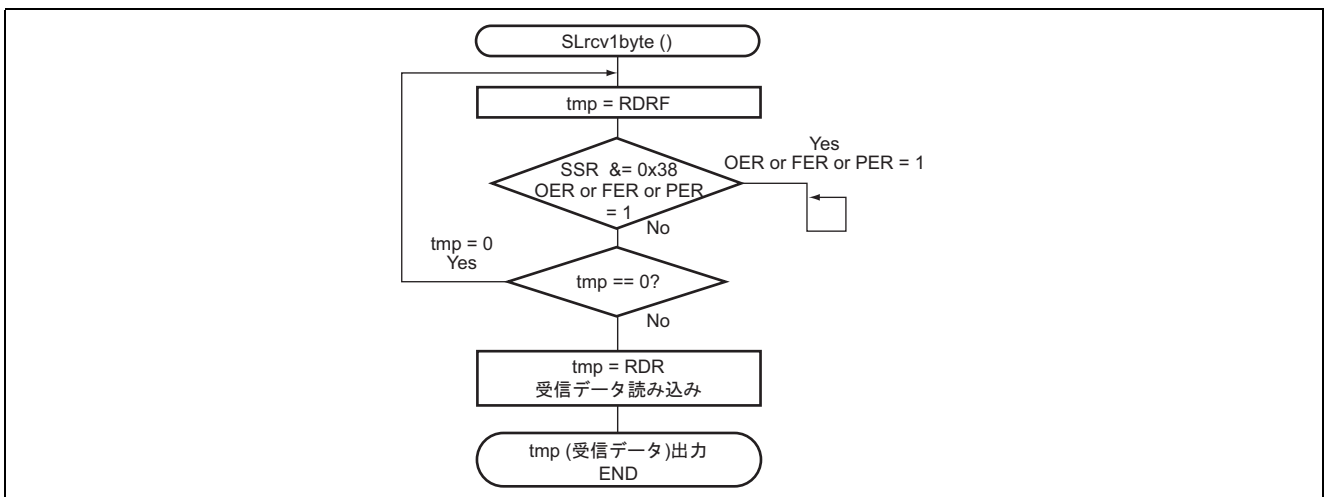 SLrcv1byte ()
tmp = RDRF
SSR &= 0x38
OER or FER or PER
= 1
Yes
OER or FER or PER = 1
No
tmp = 0
Yes
tmp == 0?
No
tmp = RDR
受信データ読み込み
tmp (受信データ)出力
END